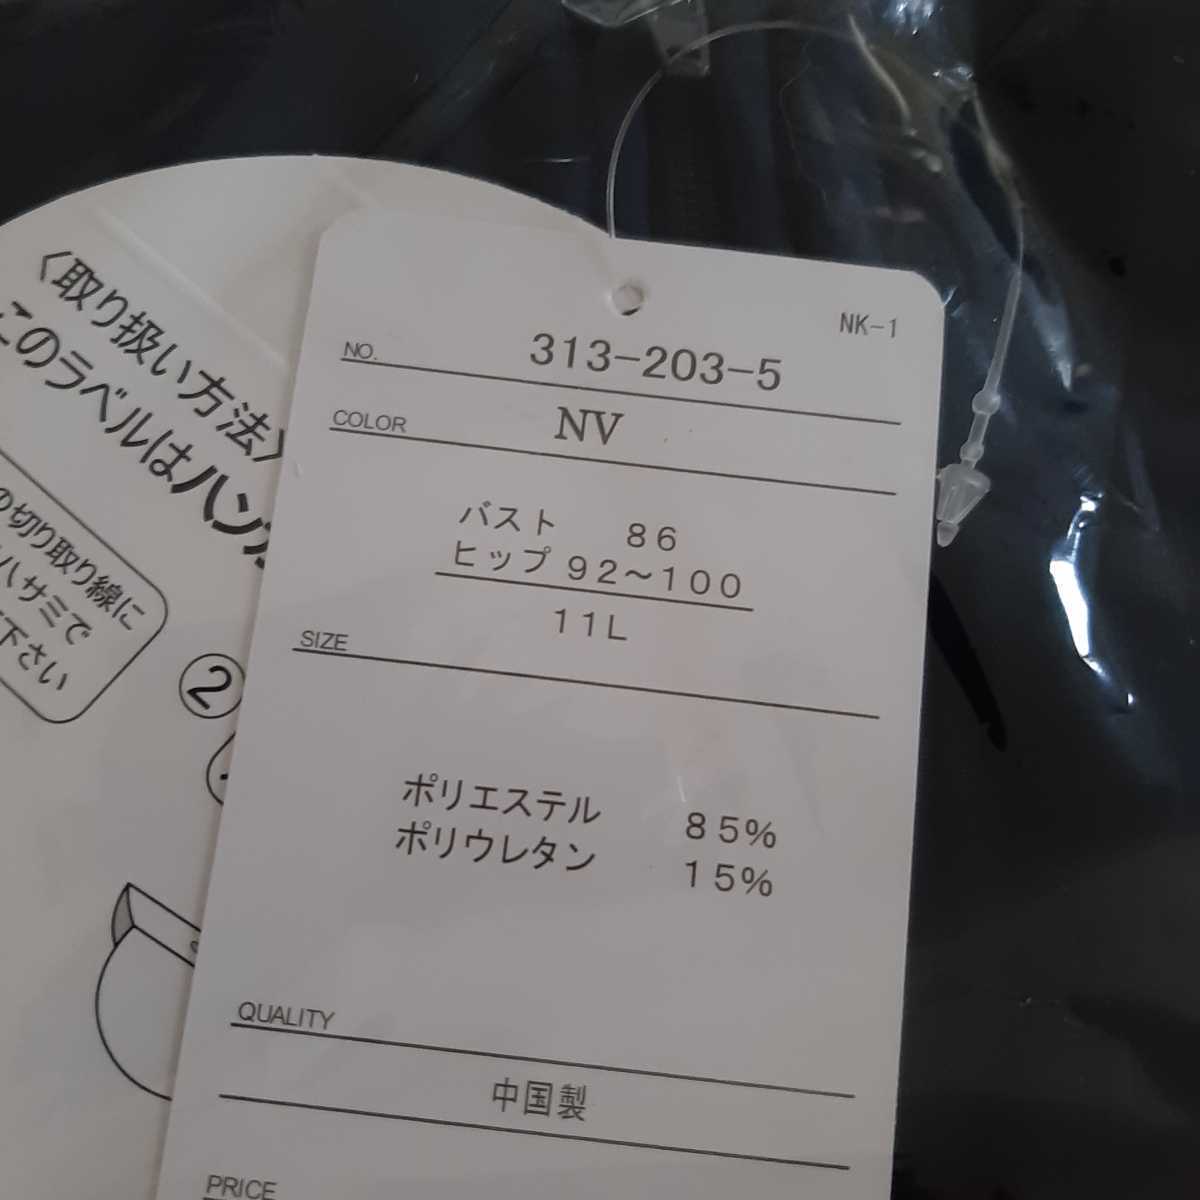 〈取り扱い方法〉
このラベルはハンガ
の切り取り線に
ハサミで
下さい
②
NK-1
NO. 313-203-5
COLOR NV
バスト 86
ヒップ 92〜100
11L
SIZE
ポリエステル 85%
ポリウレタン 15%
QUALITY
中国製
PRICE